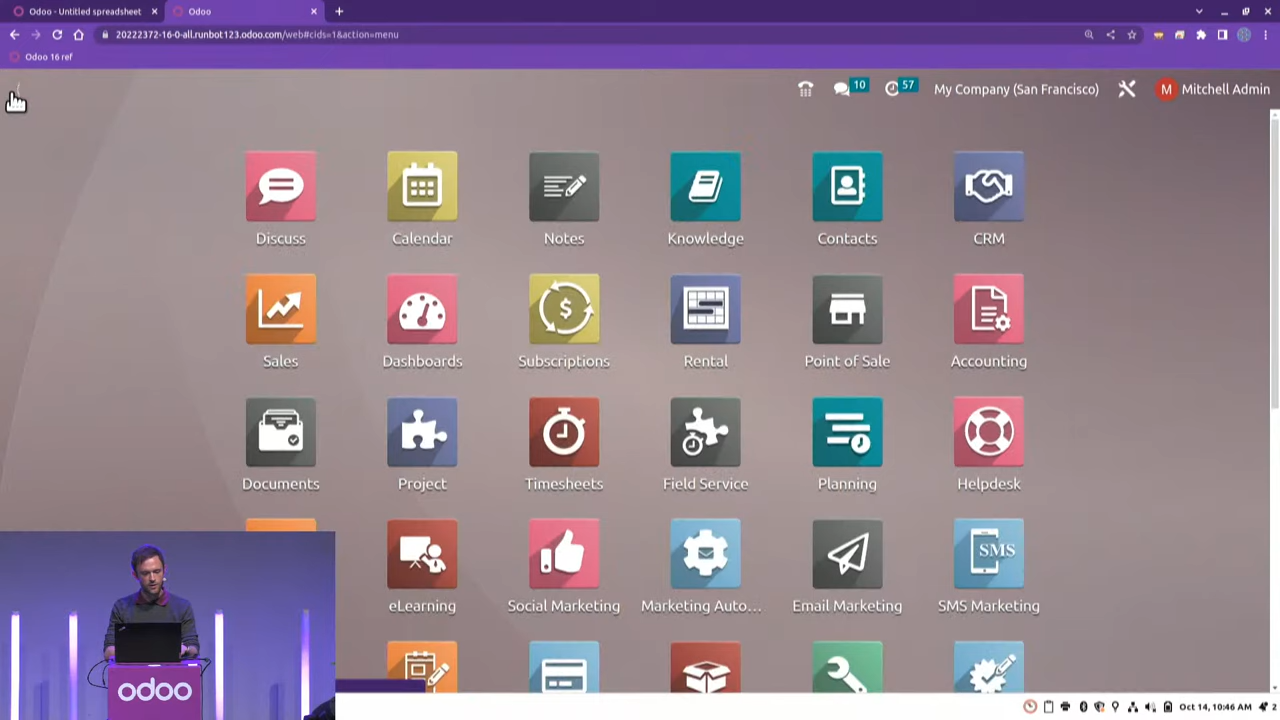 Odoo - Untitled spreadsheet
Odoo
20222372-16-0-all.runbot123.odoo.com/web#cids=1&action=menu
Odoo 16 ref
10
57
My Company (San Francisco)
M
Mitchell Admin
Discuss
Calendar
Notes
Knowledge
Contacts
CRM
$
Sales
Dashboards
Subscriptions
Rental
Point of Sale
Accounting
Documents
Project
Timesheets
Field Service
Planning
Helpdesk
SMS
eLearning
Social Marketing
Marketing Auto...
Email Marketing
SMS Marketing
odoo
Oct 14, 10:46 AM
2